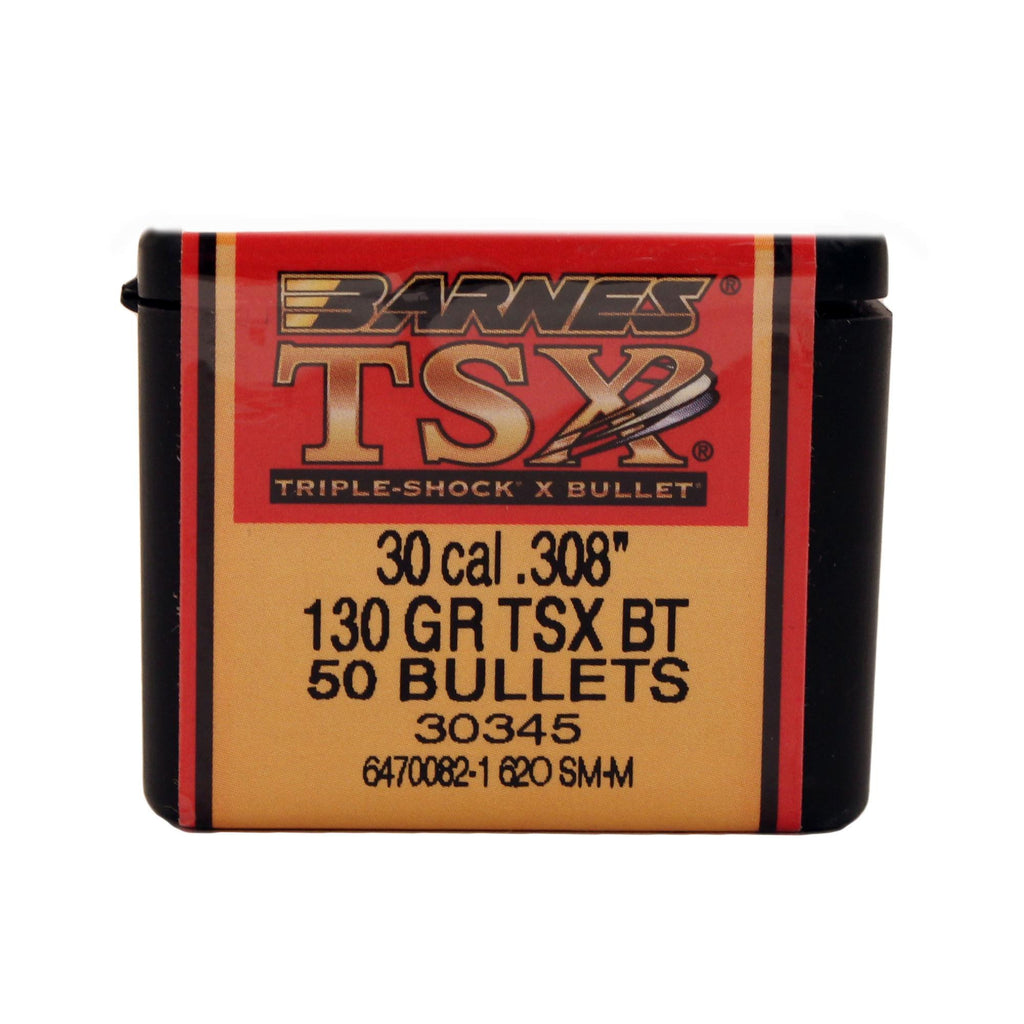 BARNES®
TSX®
TRIPLE-SHOCK® X BULLET®
30 cal .308"
130 GR TSX BT
50 BULLETS
30345
6470082-1 620 SM-M